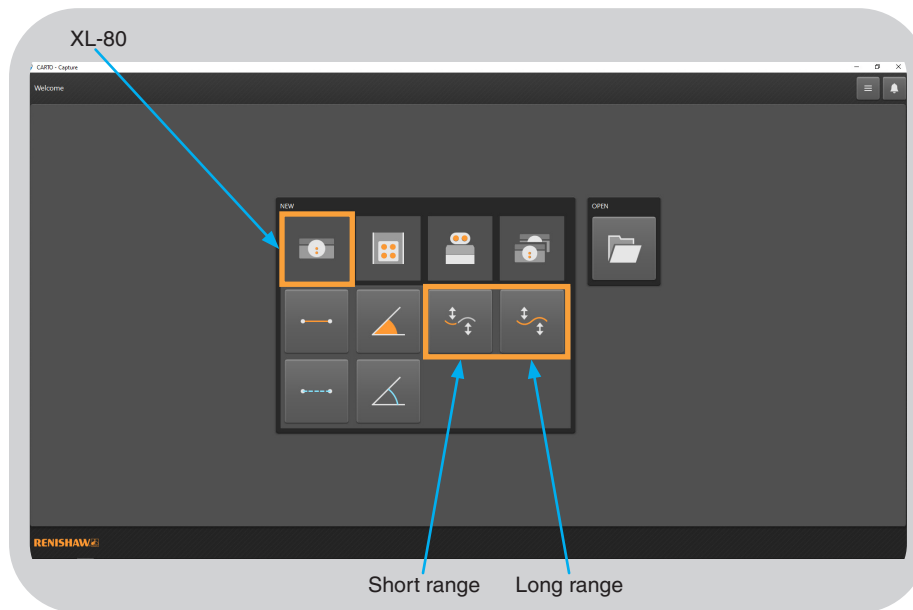 XL-80
CARTO - Capture
Welcome
NEW
OPEN
RENISHAW
Short range
Long range